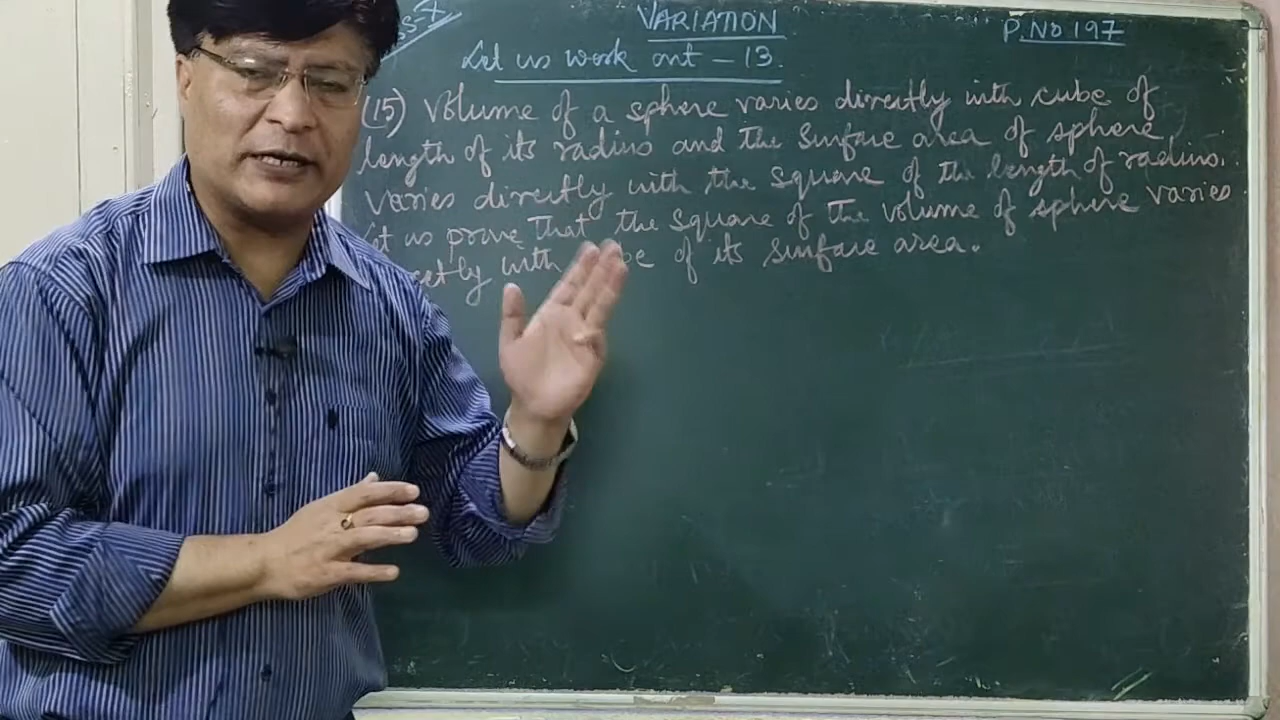 VARIATION
P.NO 197
Let us work out - 13.
(15) Volume of a sphere varies directly with cube of
length of its radius and the surface area of sphere
varies directly with the square of the length of radius.
us prove that the square of the volume of sphere varies
with of its surface area.